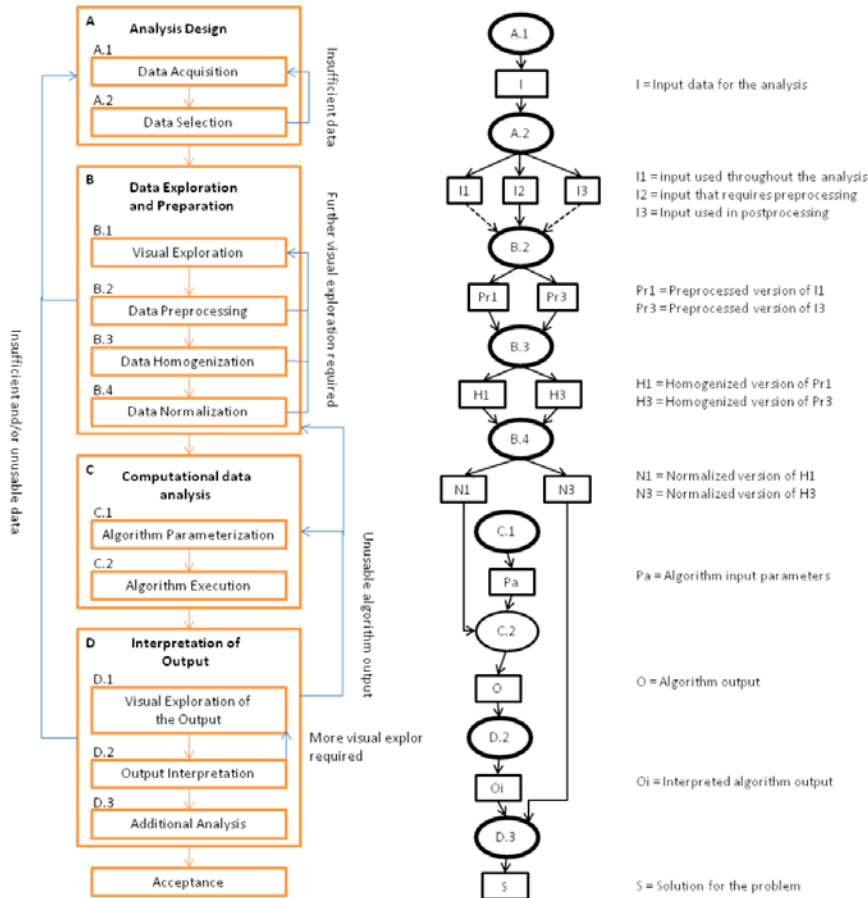 A
Analysis Design
A.1
Data Acquisition
A.2
Data Selection
Insufficient data
B
Data Exploration
and Preparation
B.1
Visual Exploration
B.2
Data Preprocessing
B.3
Data Homogenization
B.4
Data Normalization
Further visual exploration required
Insufficient and/or unusable data
C
Computational data
analysis
C.1
Algorithm Parameterization
C.2
Algorithm Execution
Unusable algorithm output
D
Interpretation of
Output
D.1
Visual Exploration of
the Output
D.2
Output Interpretation
D.3
Additional Analysis
More visual explor
required
Acceptance
A.1
I
A.2
I1
I2
I3
B.2
Pr1
Pr3
B.3
H1
H3
B.4
N1
N3
C.1
Pa
C.2
O
D.2
Oi
D.3
S
I = Input data for the analysis
I1 = input used throughout the analysis
I2 = input that requires preprocessing
I3 = Input used in postprocessing
Pr1 = Preprocessed version of I1
Pr3 = Preprocessed version of I3
H1 = Homogenized version of Pr1
H3 = Homogenized version of Pr3
N1 = Normalized version of H1
N3 = Normalized version of H3
Pa = Algorithm input parameters
O = Algorithm output
Oi = Interpreted algorithm output
S = Solution for the problem